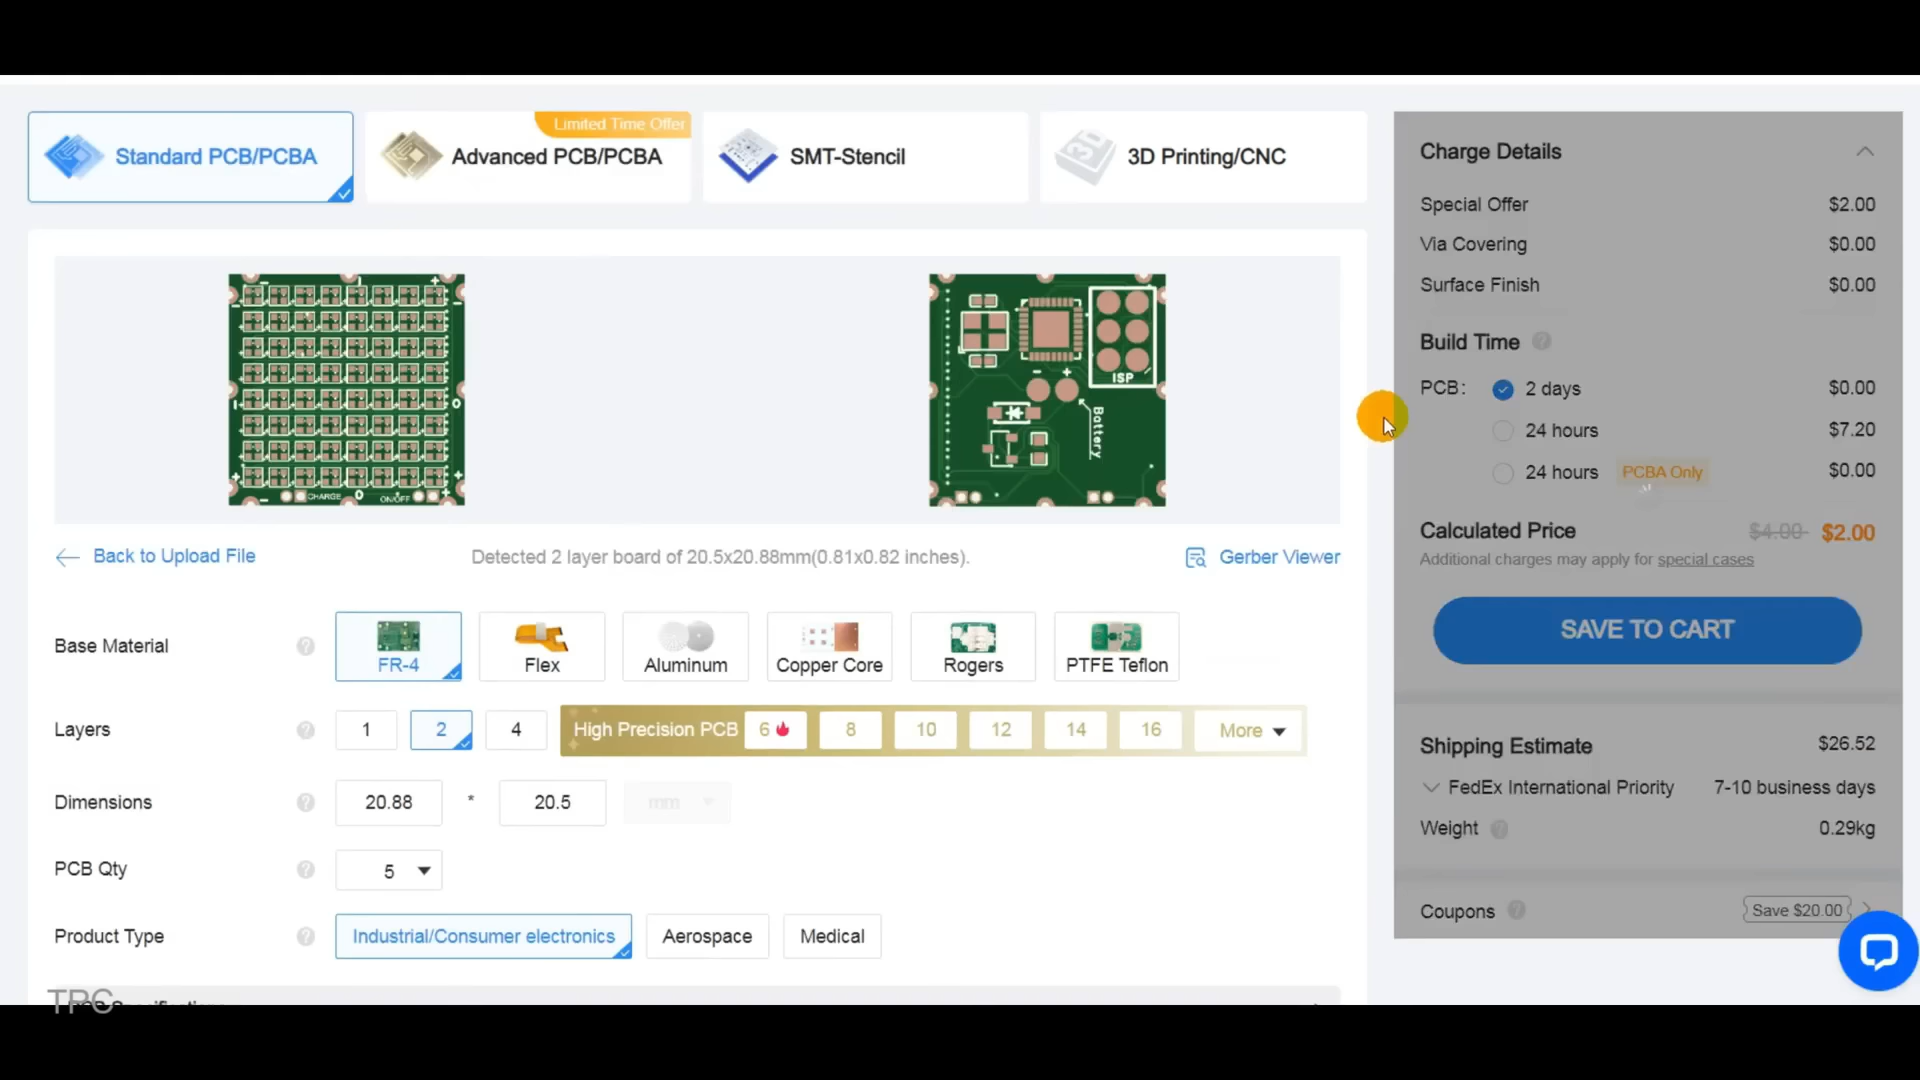 Limited Time Offer
Standard PCB/PCBA
Advanced PCB/PCBA
SMT-Stencil
3D Printing/CNC
CHARGE
ON/OFF
ISP
Battery
Back to Upload File
Detected 2 layer board of 20.5x20.88mm(0.81x0.82 inches).
Gerber Viewer
Base Material
FR-4
Flex
Aluminum
Copper Core
Rogers
PTFE Teflon
Layers
1
2
4
High Precision PCB
6
8
10
12
14
16
More
Dimensions
20.88
*
20.5
mm
PCB Qty
5
Product Type
Industrial/Consumer electronics
Aerospace
Medical
TPC
Charge Details
Special Offer $2.00
Via Covering $0.00
Surface Finish $0.00
Build Time
PCB: 2 days $0.00
24 hours $7.20
24 hours PCBA Only $0.00
Calculated Price $4.00 $2.00
Additional charges may apply for special cases
SAVE TO CART
Shipping Estimate $26.52
FedEx International Priority 7-10 business days
Weight 0.29kg
Coupons Save $20.00